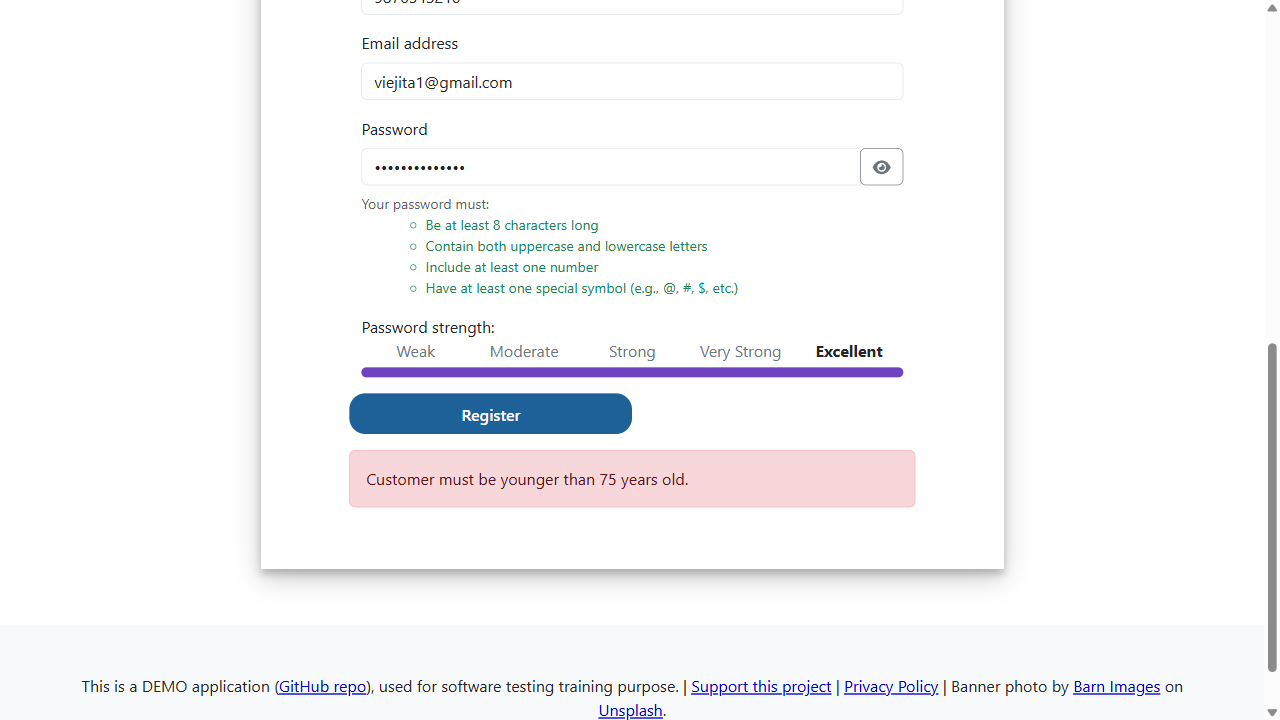 Email address
viejita1@gmail.com
Password
••••••••••••••
Your password must:
Be at least 8 characters long
Contain both uppercase and lowercase letters
Include at least one number
Have at least one special symbol (e.g., @, #, $, etc.)
Password strength:
Weak Moderate Strong Very Strong Excellent
Register
Customer must be younger than 75 years old.
This is a DEMO application (GitHub repo), used for software testing training purpose. | Support this project | Privacy Policy | Banner photo by Barn Images on
Unsplash.